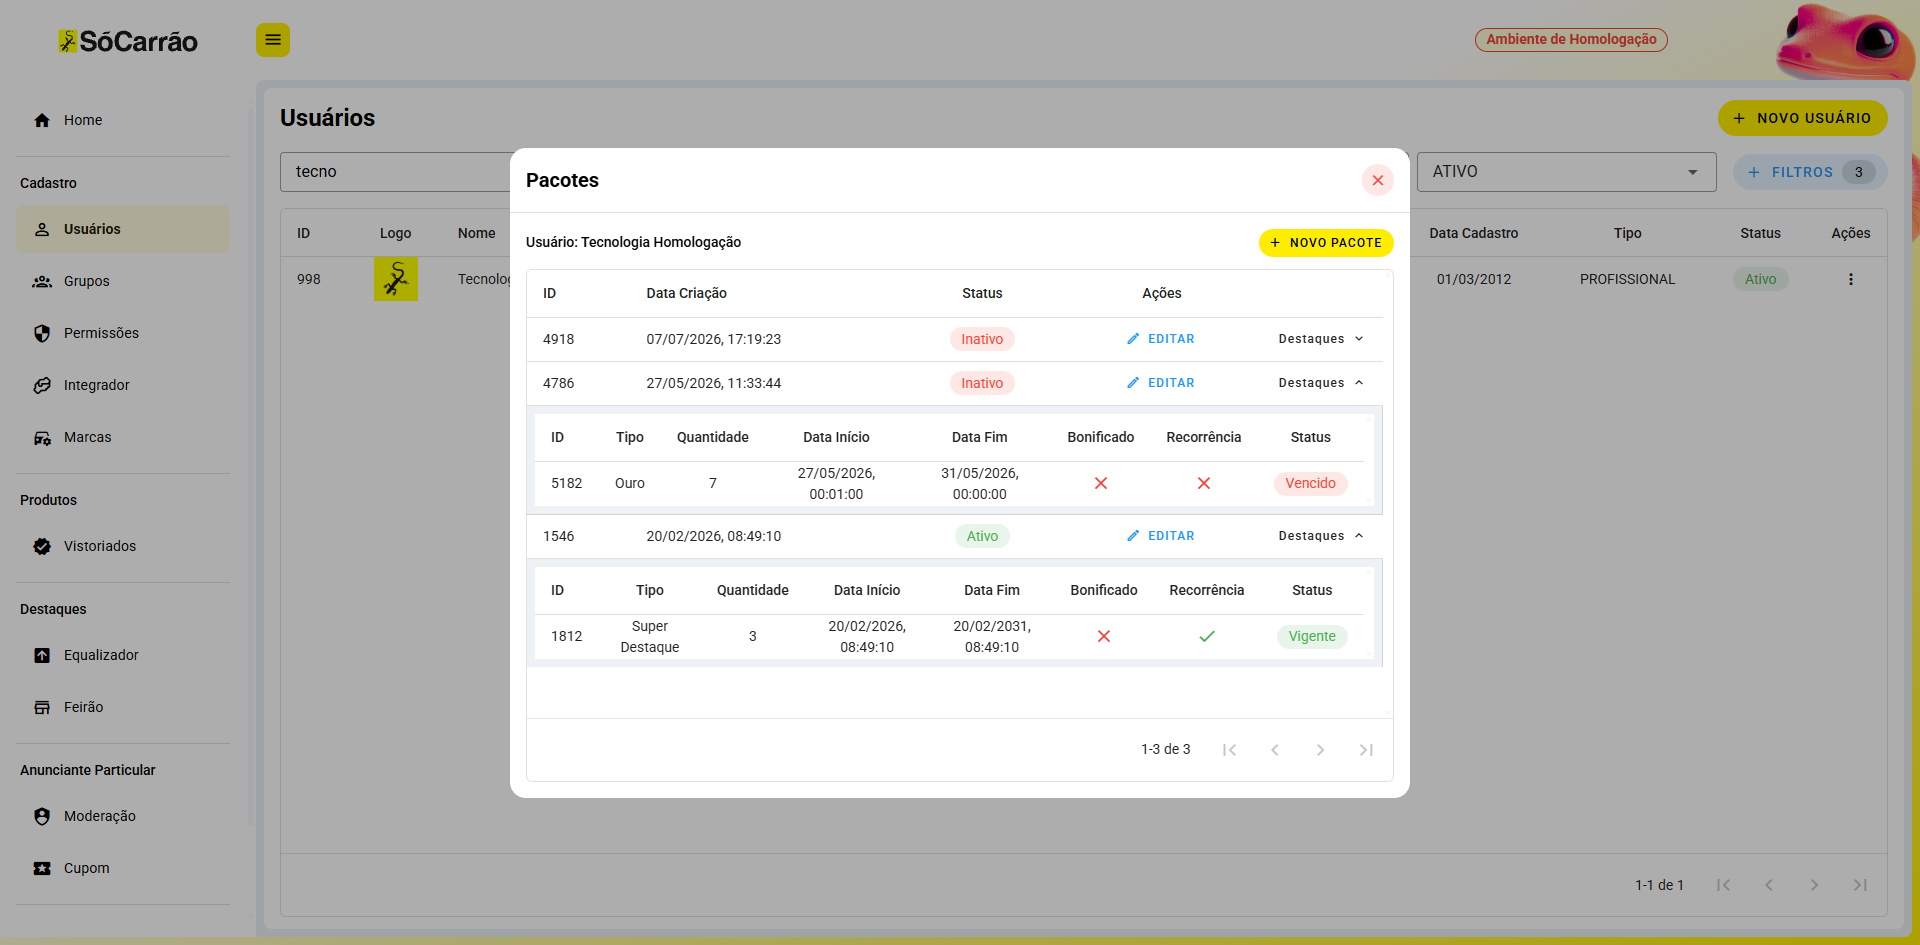 SóCarrão
Ambiente de Homologação
Home
Cadastro
Usuários
Grupos
Permissões
Integrador
Marcas
Produtos
Vistoriados
Destaques
Equalizador
Feirão
Anunciante Particular
Moderação
Cupom
Usuários
NOVO USUÁRIO
tecno
ATIVO
FILTROS 3
ID Logo Nome Data Cadastro Tipo Status Ações
998 Tecnolog 01/03/2012 PROFISSIONAL Ativo
1-1 de 1
Pacotes
Usuário: Tecnologia Homologação
NOVO PACOTE
ID Data Criação Status Ações
4918 07/07/2026, 17:19:23 Inativo EDITAR Destaques
4786 27/05/2026, 11:33:44 Inativo EDITAR Destaques
ID Tipo Quantidade Data Início Data Fim Bonificado Recorrência Status
5182 Ouro 7 27/05/2026, 00:01:00 31/05/2026, 00:00:00 Vencido
1546 20/02/2026, 08:49:10 Ativo EDITAR Destaques
ID Tipo Quantidade Data Início Data Fim Bonificado Recorrência Status
1812 Super Destaque 3 20/02/2026, 08:49:10 20/02/2031, 08:49:10 Vigente
1-3 de 3